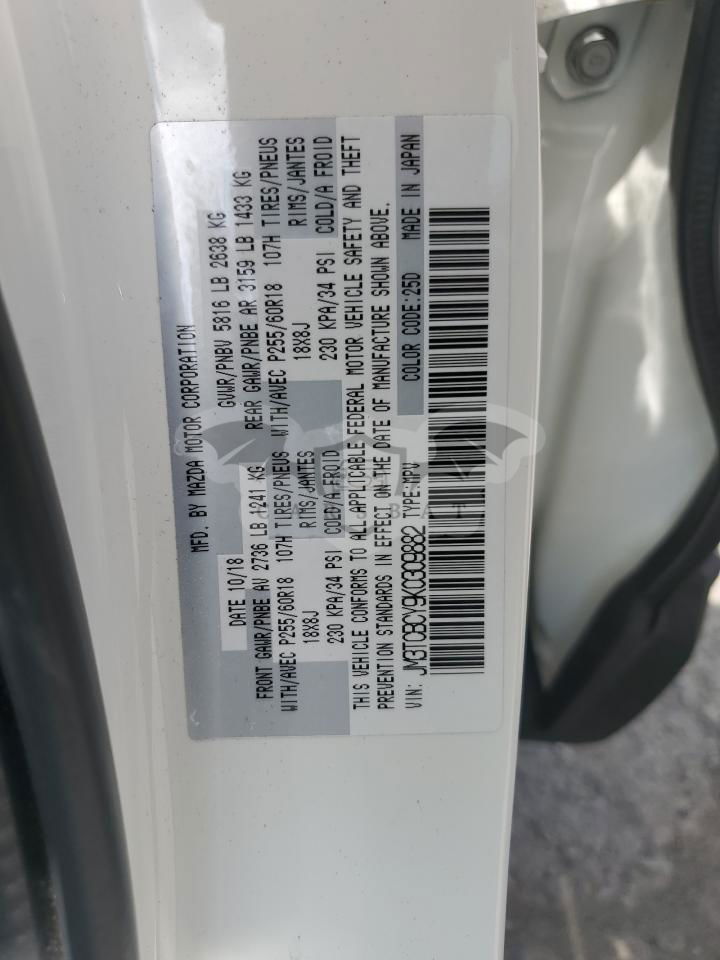 MFD. BY MAZDA MOTOR CORPORATION
DATE 10/18 GVWR/PNBV 5816 LB 2638 KG
FRONT GAWR/PNBE AV 2736 LB 1241 KG REAR GAWR/PNBE AR 3159 LB 1433 KG
WITH/AVEC P255/60R18 107H TIRES/PNEUS WITH/AVEC P255/60R18 107H TIRES/PNEUS
18X8J RIMS/JANTES 18X8J RIMS/JANTES
230 KPA/34 PSI COLD/A FROID 230 KPA/34 PSI COLD/A FROID
THIS VEHICLE CONFORMS TO ALL APPLICABLE FEDERAL MOTOR VEHICLE SAFETY AND THEFT
PREVENTION STANDARDS IN EFFECT ON THE DATE OF MANUFACTURE SHOWN ABOVE.
VIN: JM3TCBCY9K0309882 TYPE:MPV COLOR CODE:25D MADE IN JAPAN